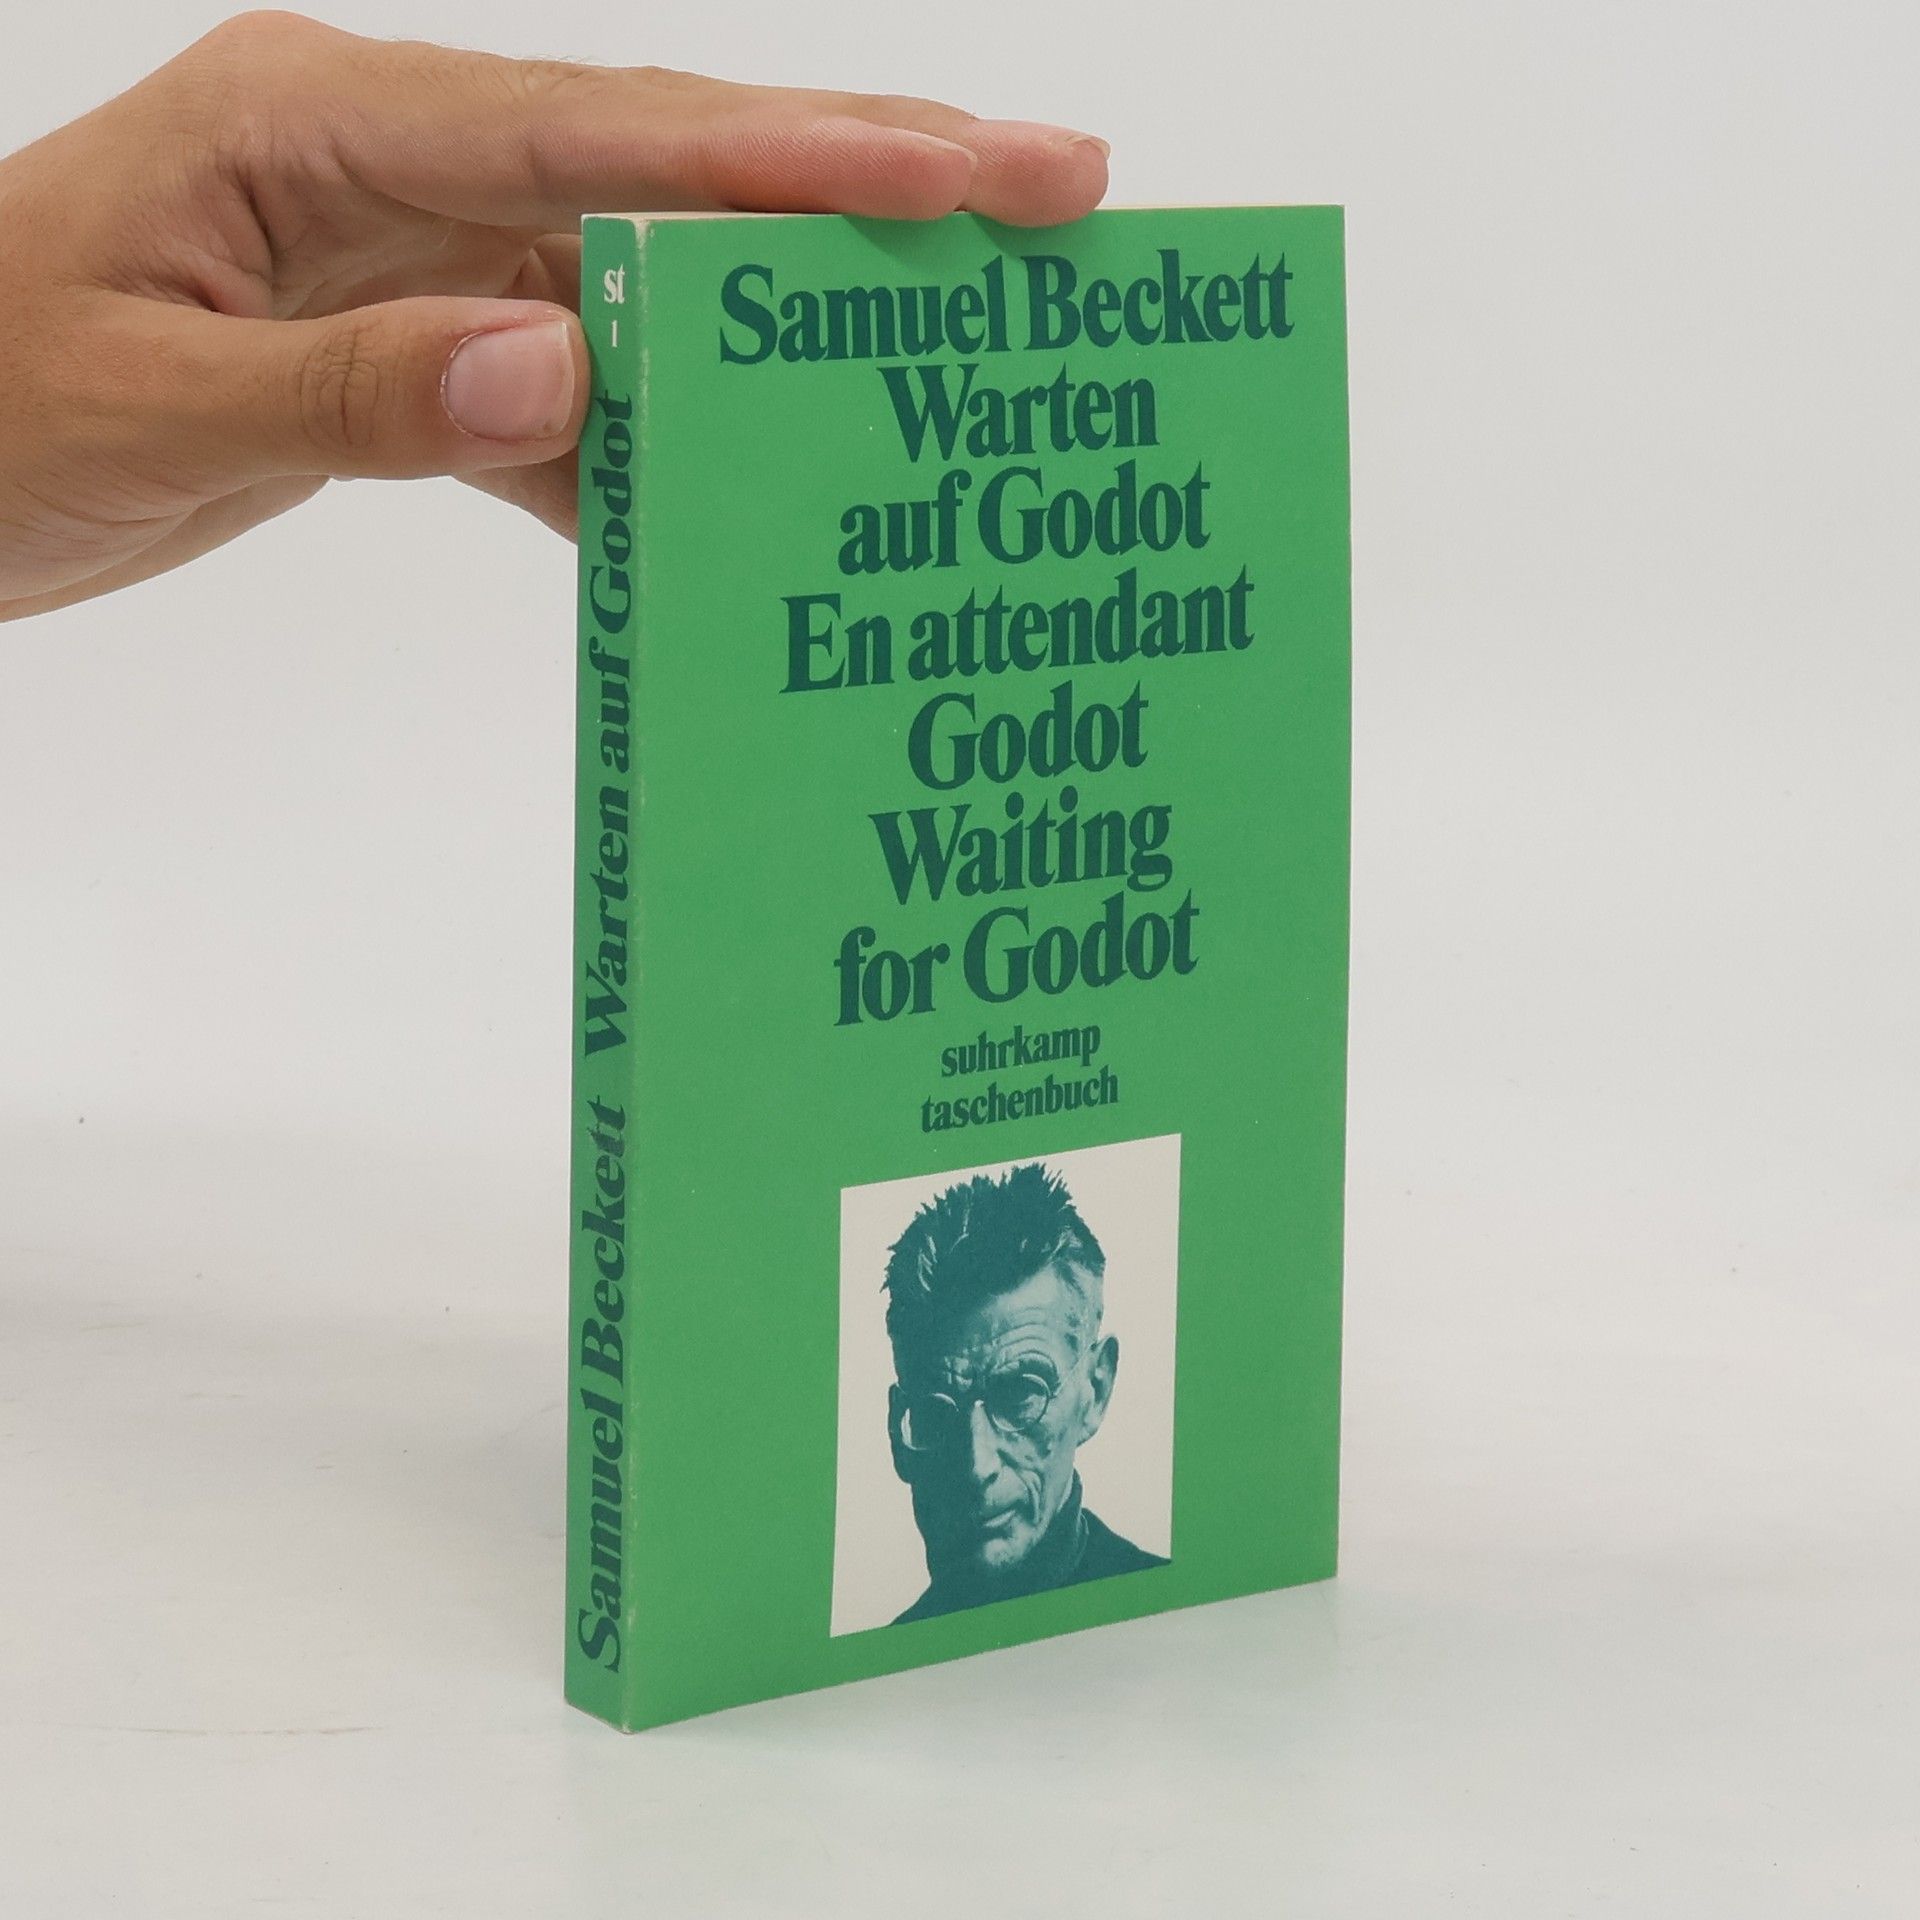 st
1
Samuel Beckett Warten auf Godot
Samuel Beckett
Warten
auf Godot
En attendant
Godot
Waiting
for Godot
suhrkamp
taschenbuch